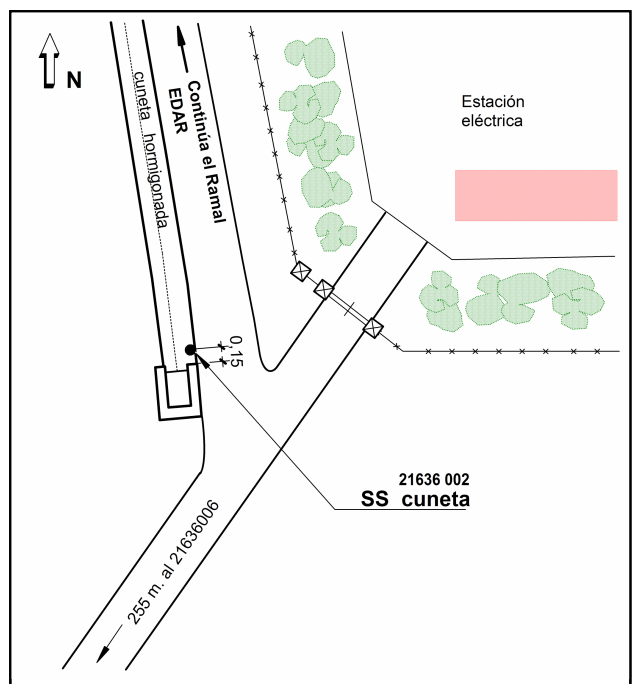 N
cuneta hormigonada
Continúa el Ramal
EDAR
Estación
eléctrica
0,15
21636 002
SS cuneta
255 m. al 21636006